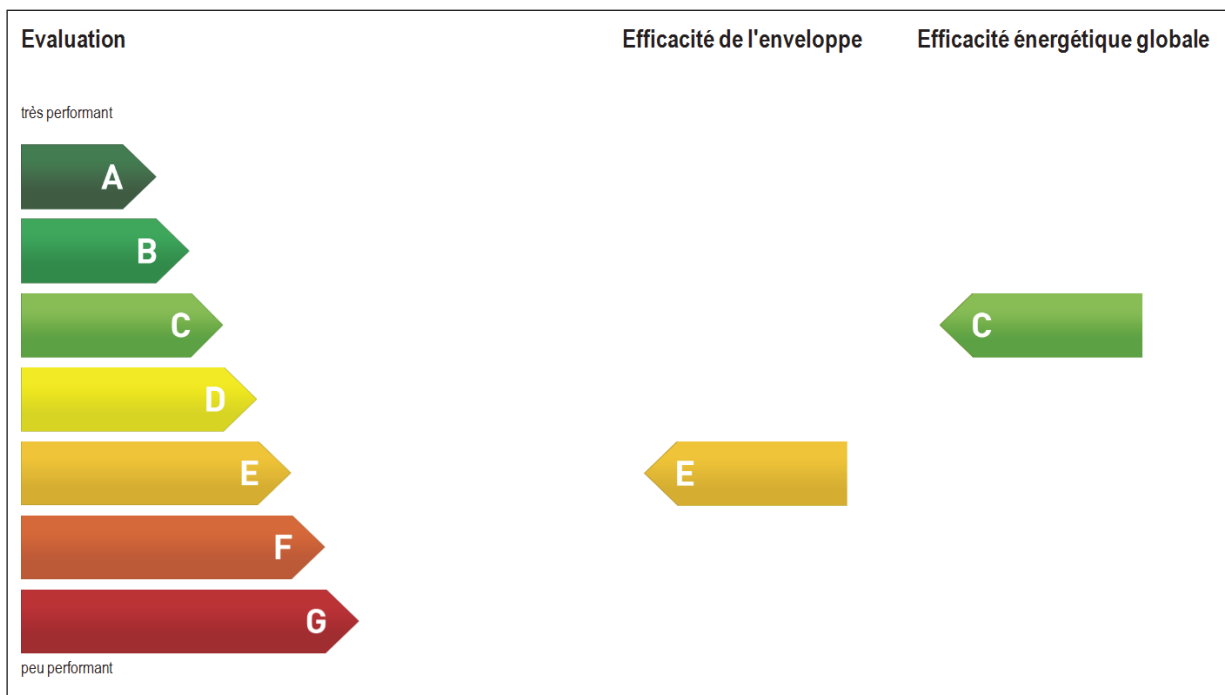 Evaluation Efficacité de l'enveloppe Efficacité énergétique globale
très performant
A
B
C C
D
E E
F
G
peu performant